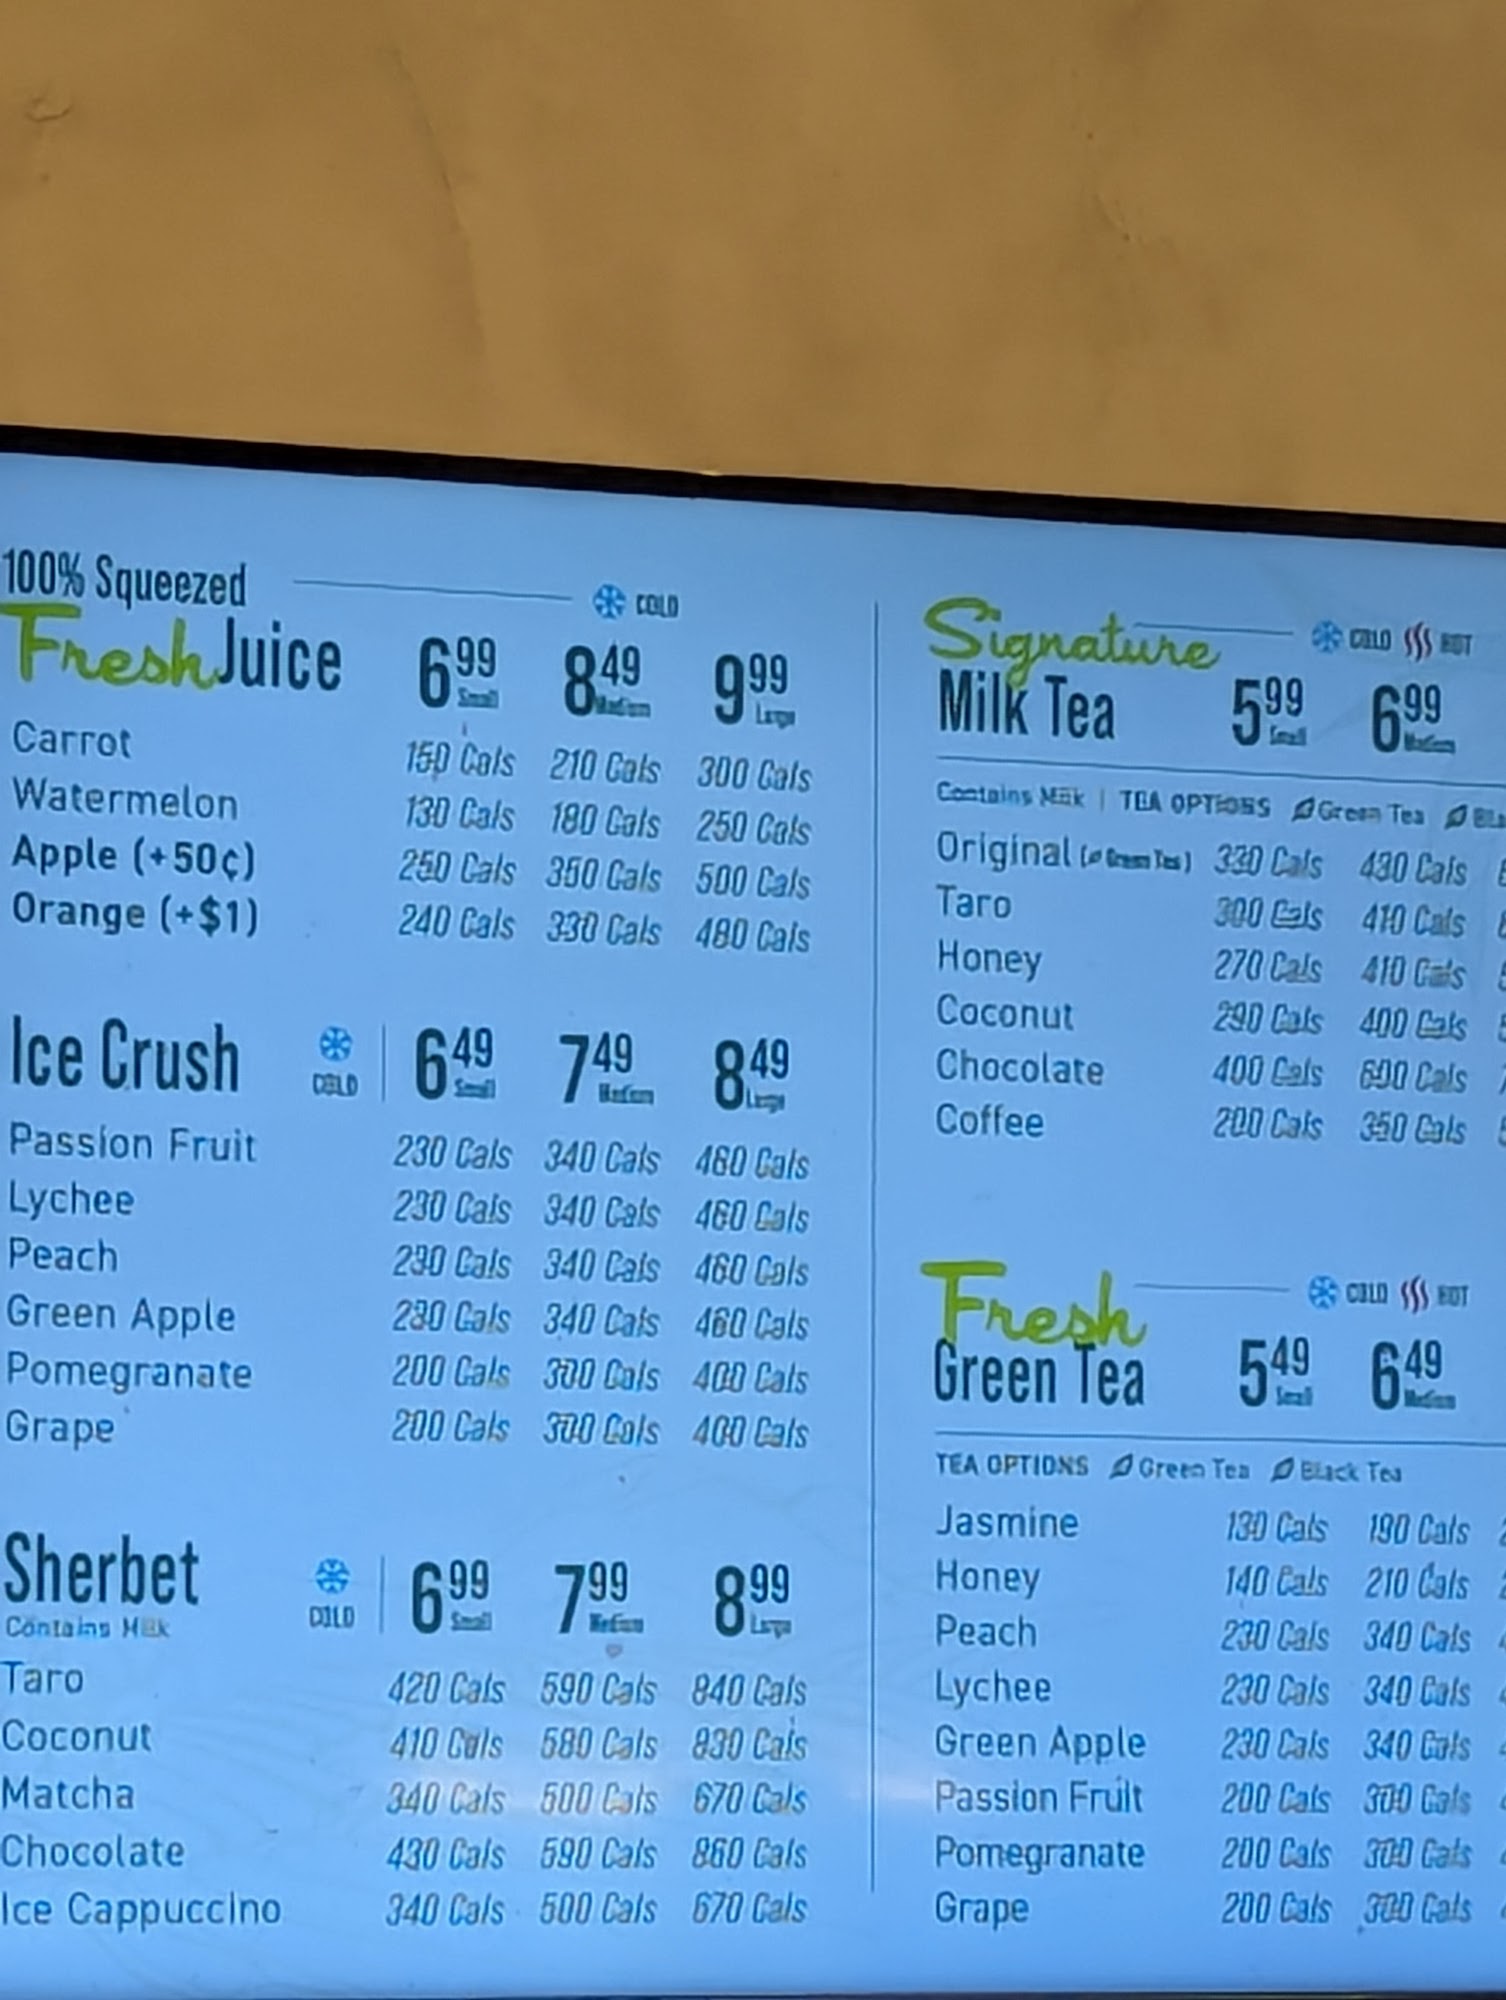 100% Squeezed
COLD
Fresh Juice 6.99 Small 8.49 Medium 9.99 Large
Carrot 150 Cals 210 Cals 300 Cals
Watermelon 130 Cals 180 Cals 250 Cals
Apple (+50¢) 250 Cals 350 Cals 500 Cals
Orange (+$1) 240 Cals 330 Cals 480 Cals
Ice Crush COLD 6.49 Small 7.49 Medium 8.49 Large
Passion Fruit 230 Cals 340 Cals 460 Cals
Lychee 230 Cals 340 Cals 460 Cals
Peach 230 Cals 340 Cals 460 Cals
Green Apple 230 Cals 340 Cals 460 Cals
Pomegranate 200 Cals 300 Cals 400 Cals
Grape 200 Cals 300 Cals 400 Cals
Sherbet COLD 6.99 Small 7.99 Medium 8.99 Large
Contains Milk
Taro 420 Cals 590 Cals 840 Cals
Coconut 410 Cals 580 Cals 830 Cals
Matcha 340 Cals 500 Cals 670 Cals
Chocolate 430 Cals 590 Cals 860 Cals
Ice Cappuccino 340 Cals 500 Cals 670 Cals
Signature COLD HOT
Milk Tea 5.99 Small 6.99 Medium
Contains Milk | TEA OPTIONS Green Tea
Original (Green Tea) 330 Cals 430 Cals
Taro 300 Cals 410 Cals
Honey 270 Cals 410 Cals
Coconut 290 Cals 400 Cals
Chocolate 400 Cals 600 Cals
Coffee 200 Cals 350 Cals
Fresh COLD HOT
Green Tea 5.49 Small 6.49 Medium
TEA OPTIONS Green Tea Black Tea
Jasmine 130 Cals 190 Cals
Honey 140 Cals 210 Cals
Peach 230 Cals 340 Cals
Lychee 230 Cals 340 Cals
Green Apple 230 Cals 340 Cals
Passion Fruit 200 Cals 300 Cals
Pomegranate 200 Cals 300 Cals
Grape 200 Cals 300 Cals